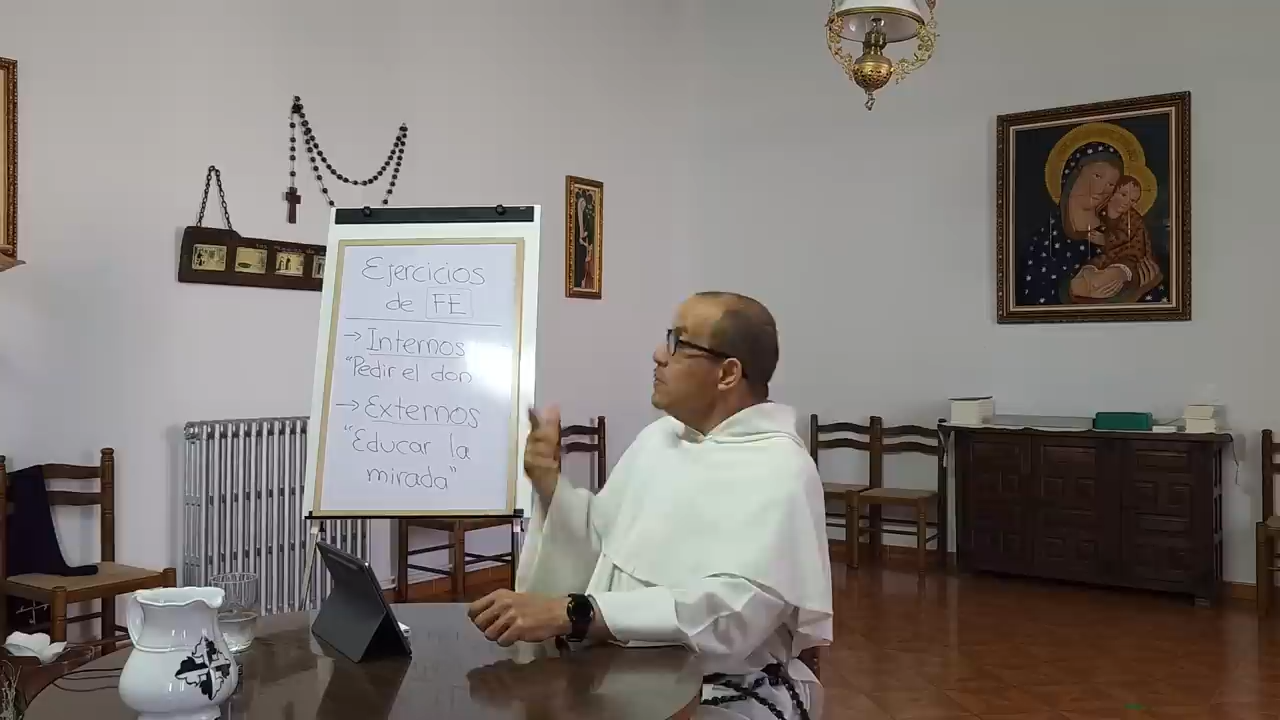 Ejercicios
de FE
→ Internos
"Pedir el don
→ Externos
"Educar la
mirada"